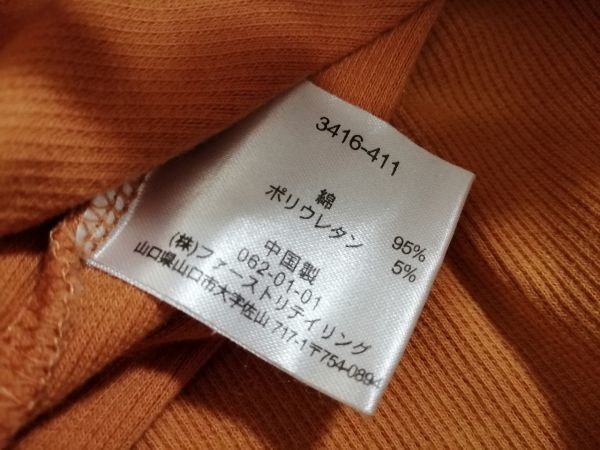 3416-411
綿 95%
ポリウレタン 5%
中国製
062-01-01
(株)ファーストリテイリング
山口県山口市大字佐山 717-1〒754-089